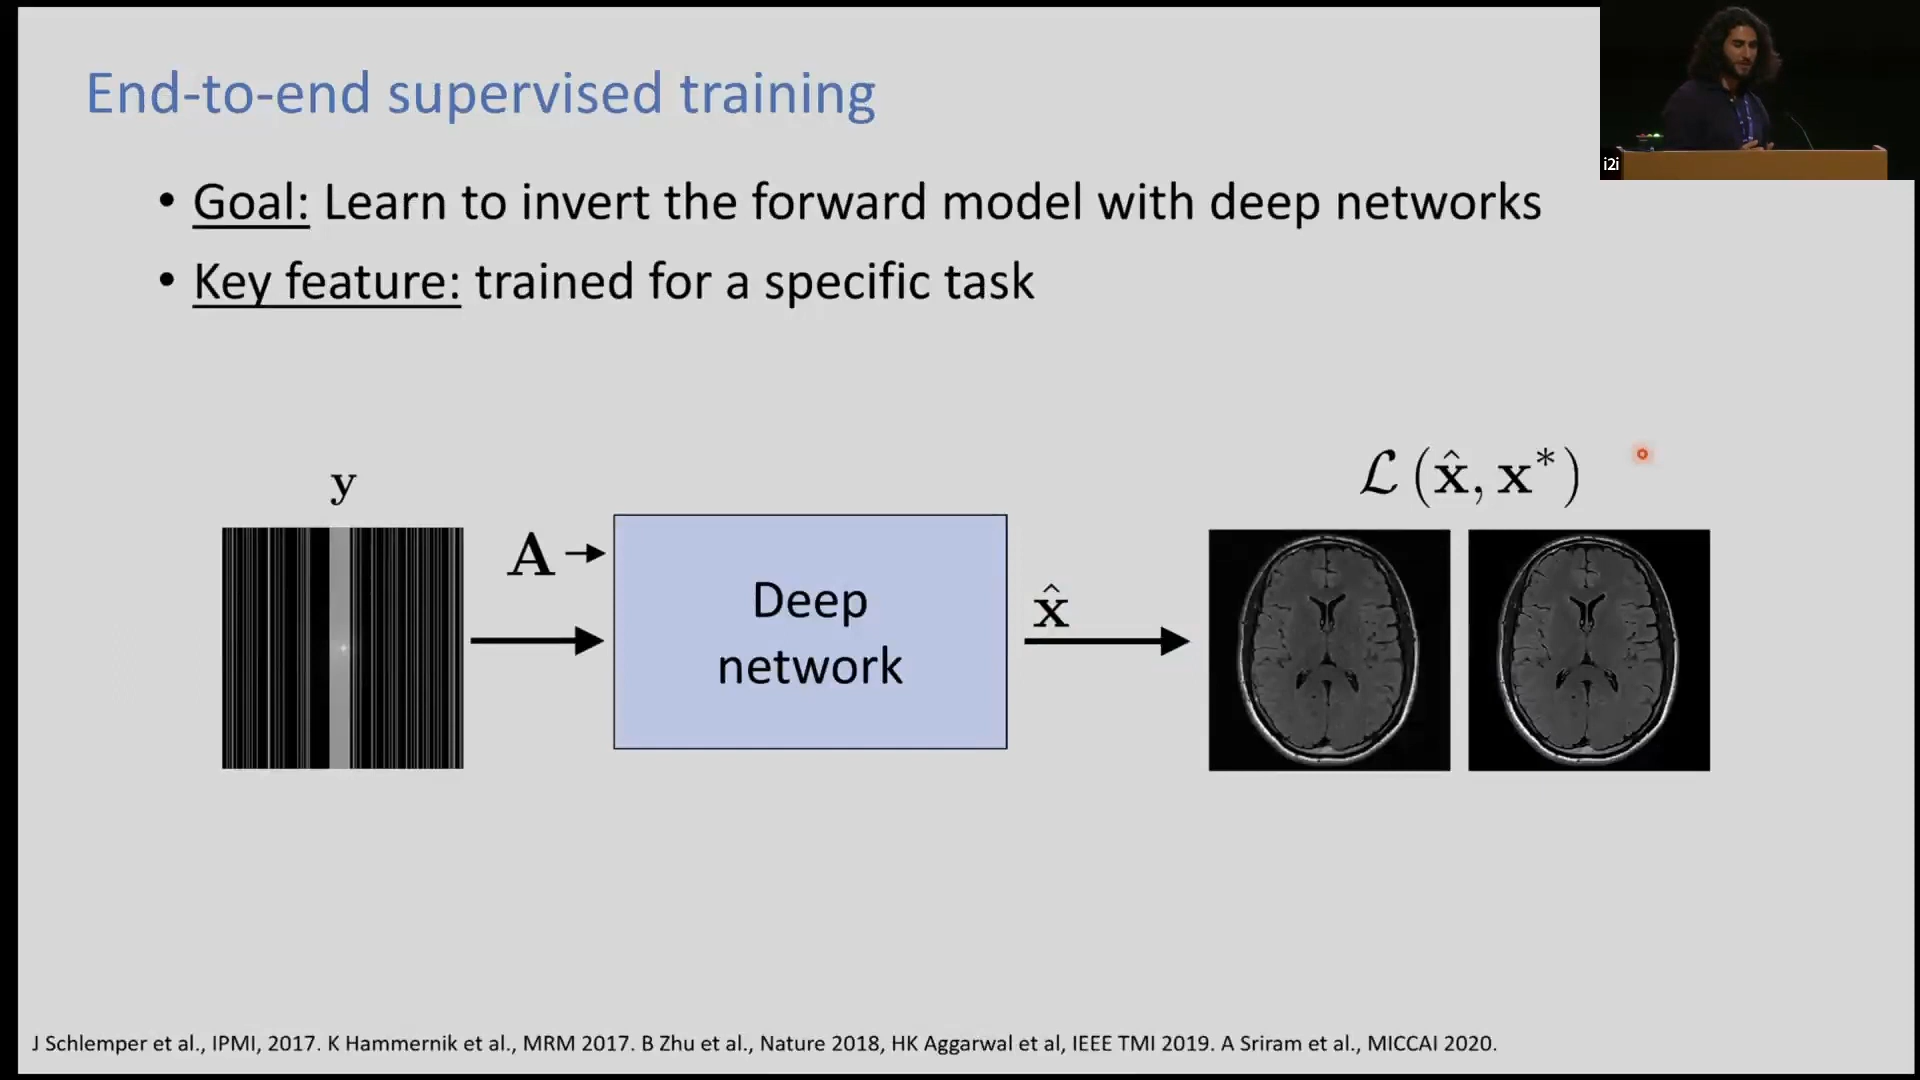 End-to-end supervised training
i2i
• Goal: Learn to invert the forward model with deep networks
• Key feature: trained for a specific task
y
A
Deep
network
x̂
ℒ (x̂, x*)
J Schlemper et al., IPMI, 2017. K Hammernik et al., MRM 2017. B Zhu et al., Nature 2018, HK Aggarwal et al, IEEE TMI 2019. A Sriram et al., MICCAI 2020.